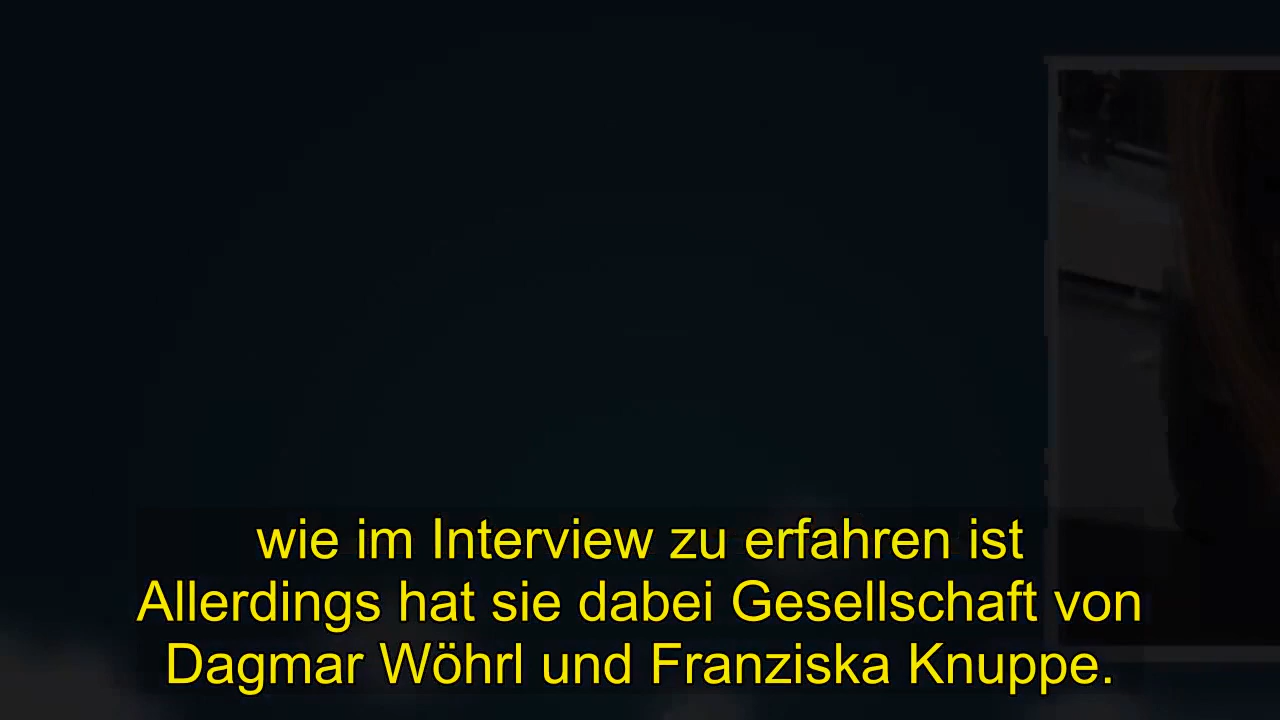 wie im Interview zu erfahren ist
Allerdings hat sie dabei Gesellschaft von
Dagmar Wöhrl und Franziska Knuppe.